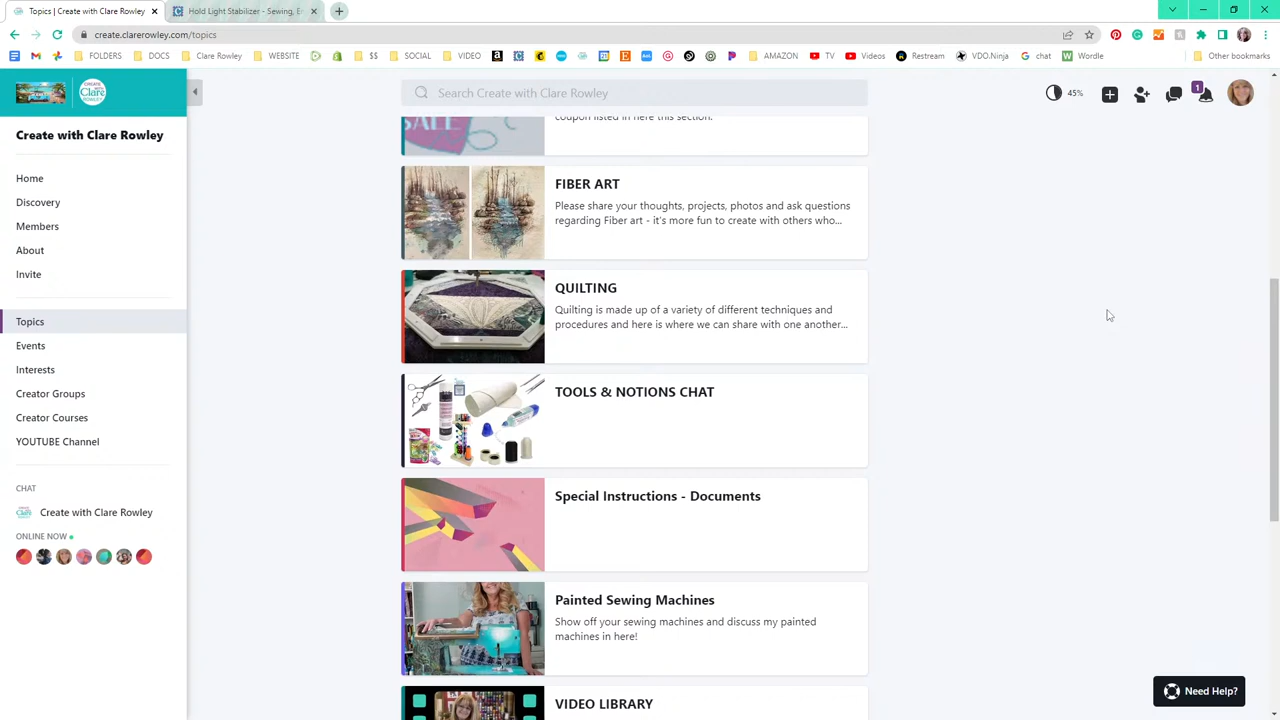 Topics | Create with Clare Rowley
Hold Light Stabilizer - Sewing, E
create.clarerowley.com/topics
FOLDERS
DOCS
Clare Rowley
WEBSITE
$$
SOCIAL
VIDEO
AMAZON
TV
Videos
Restream
VDO.Ninja
chat
Wordle
Other bookmarks
CREATE WITH
Clare
ROWLEY
Search Create with Clare Rowley
45%
1
Create with Clare Rowley
Home
Discovery
Members
About
Invite
Topics
Events
Interests
Creator Groups
Creator Courses
YOUTUBE Channel
CHAT
Create with Clare Rowley
ONLINE NOW
SALE
coupon listed in here this section.
FIBER ART
Please share your thoughts, projects, photos and ask questions
regarding Fiber art - it's more fun to create with others who...
QUILTING
Quilting is made up of a variety of different techniques and
procedures and here is where we can share with one another...
TOOLS & NOTIONS CHAT
Special Instructions - Documents
Painted Sewing Machines
Show off your sewing machines and discuss my painted
machines in here!
VIDEO LIBRARY
Need Help?